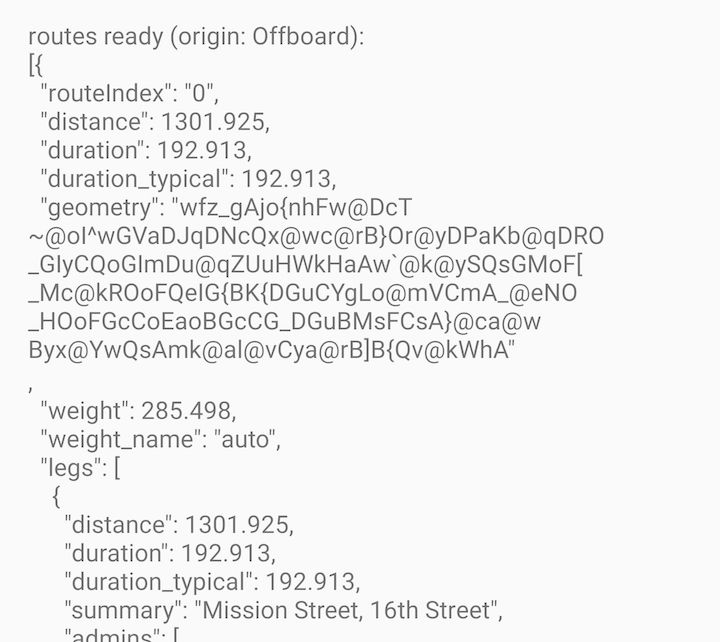 routes ready (origin: Offboard):
[{
"routeIndex": "0",
"distance": 1301.925,
"duration": 192.913,
"duration_typical": 192.913,
"geometry": "wfz_gAjo{nhFw@DcT
~@oI^wGVaDJqDNcQx@wc@rB}Or@yDPaKb@qDRO
_GIyCQoGImDu@qZUuHWkHaAw`@k@ySQsGMoF[
_Mc@kROoFQeIG{BK{DGuCYgLo@mVCmA_@eNO
_HOoFGcCoEaoBGcCG_DGuBMsFCsA}@ca@w
Byx@YwQsAmk@al@vCya@rB]B{Qv@kWhA"
,
"weight": 285.498,
"weight_name": "auto",
"legs": [
{
"distance": 1301.925,
"duration": 192.913,
"duration_typical": 192.913,
"summary": "Mission Street, 16th Street",
"admins": [